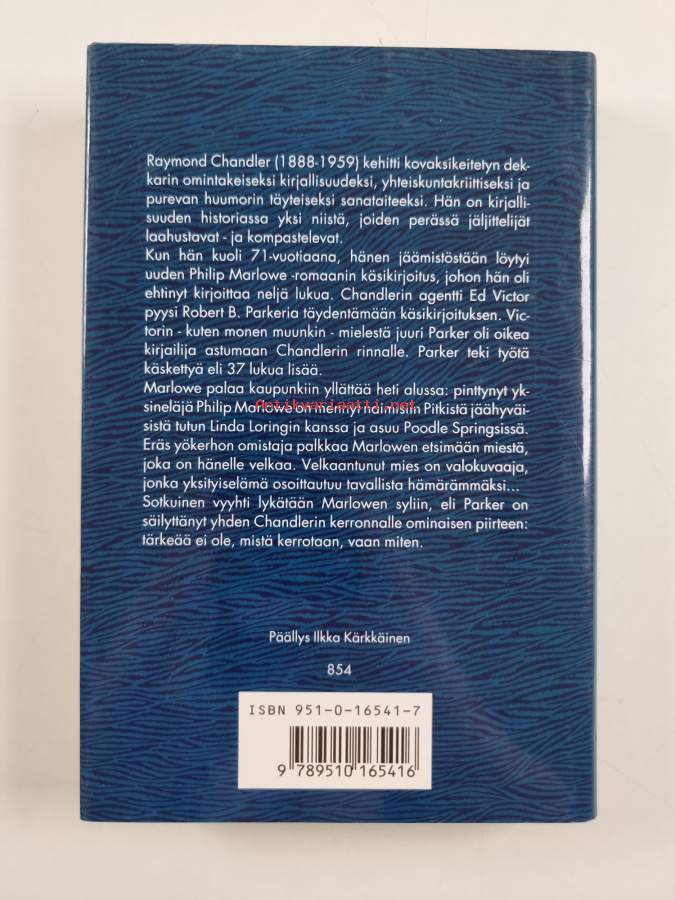 Raymond Chandler (1888-1959) kehitti kovaksikeitetyn dek-
karin omintakeiseksi kirjallisuudeksi, yhteiskuntakriittiseksi ja
purevan huumorin täyteiseksi sanataiteeksi. Hän on kirjalli-
suuden historiassa yksi niistä, joiden perässä jäljittelijät
laahustavat - ja kompastelevat.
Kun hän kuoli 71-vuotiaana, hänen jäämistöstään löytyi
uuden Philip Marlowe -romaanin käsikirjoitus, johon hän oli
ehtinyt kirjoittaa neljä lukua. Chandlerin agentti Ed Victor
pyysi Robert B. Parkeria täydentämään käsikirjoituksen. Vic-
torin - kuten monen muunkin - mielestä juuri Parker oli oikea
kirjailija astumaan Chandlerin rinnalle. Parker teki työtä
käskettyä eli 37 lukua lisää.
Marlowe palaa kaupunkiin yllättää heti alussa: pinttynyt yk-
sineläjä Philip Marlowe on mennyt naimisiin Pitkistä jäähyväi-
Antikvariaatti.net
sistä tutun Linda Loringin kanssa ja asuu Poodle Springsissä.
Eräs yökerhon omistaja palkkaa Marlowen etsimään miestä,
joka on hänelle velkaa. Velkaantunut mies on valokuvaaja,
jonka yksityiselämä osoittautuu tavallista hämärämmäksi...
Sotkuinen vyyhti lykätään Marlowen syliin, eli Parker on
säilyttänyt yhden Chandlerin kerronnalle ominaisen piirteen:
tärkeää ei ole, mistä kerrotaan, vaan miten.
Päällys Ilkka Kärkkäinen
854
ISBN 951-0-16541-7
9 789510 165416